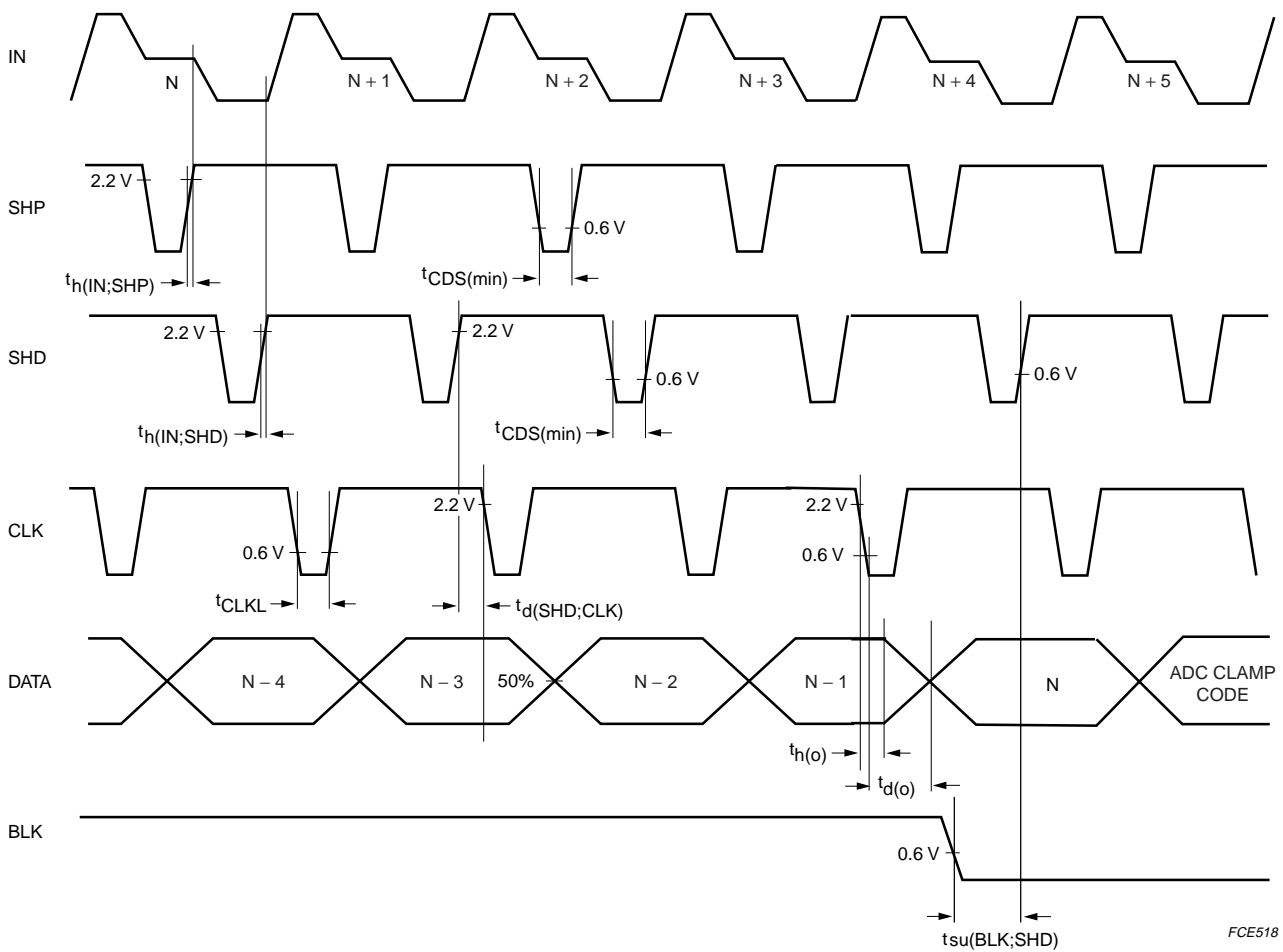 IN
N
N + 1
N + 2
N + 3
N + 4
N + 5
SHP
2.2 V
0.6 V
th(IN;SHP)
tCDS(min)
SHD
2.2 V
2.2 V
0.6 V
0.6 V
th(IN;SHD)
tCDS(min)
CLK
2.2 V
2.2 V
0.6 V
0.6 V
tCLKL
td(SHD;CLK)
DATA
N – 4
N – 3
50%
N – 2
N – 1
N
ADC CLAMP
CODE
th(o)
td(o)
BLK
0.6 V
tsu(BLK;SHD)
FCE518